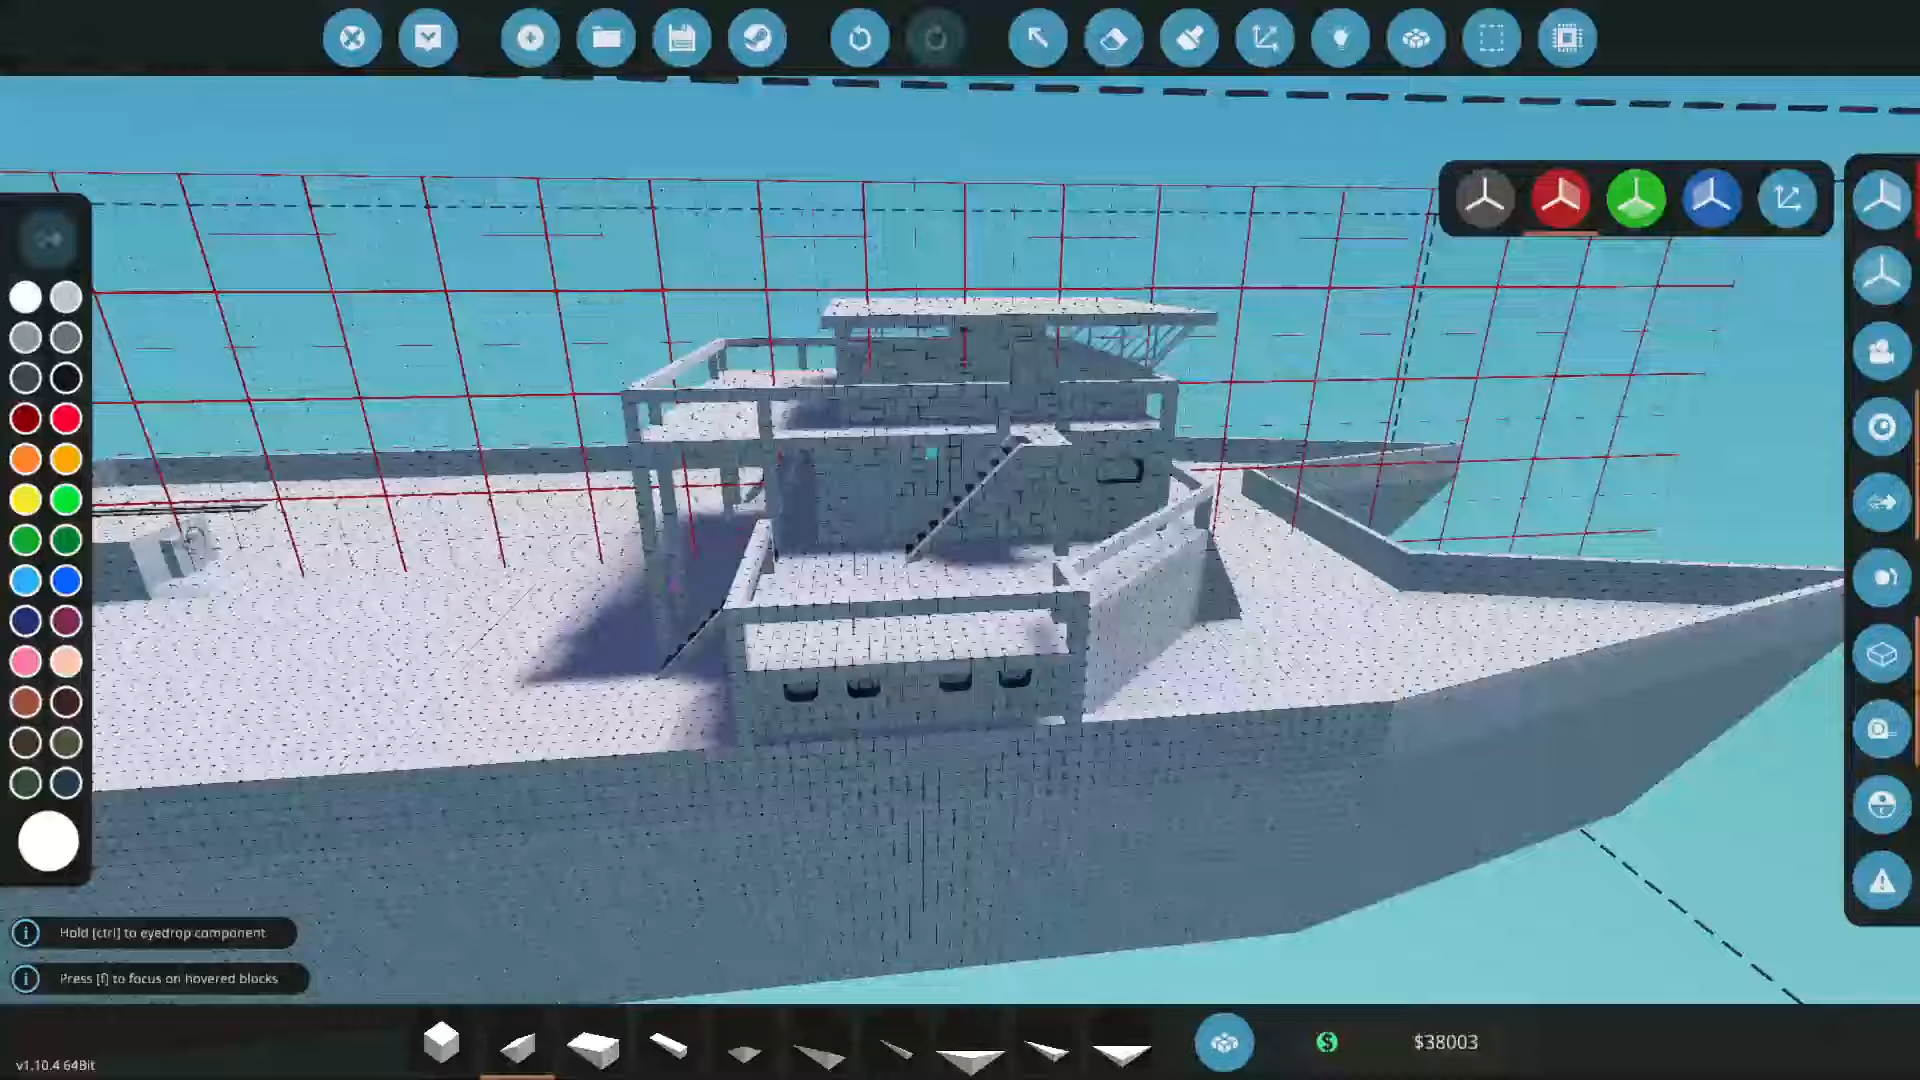 Hold [ctrl] to eyedrop component
Press [f] to focus on hovered blocks
$38003
v1.10.4 64Bit